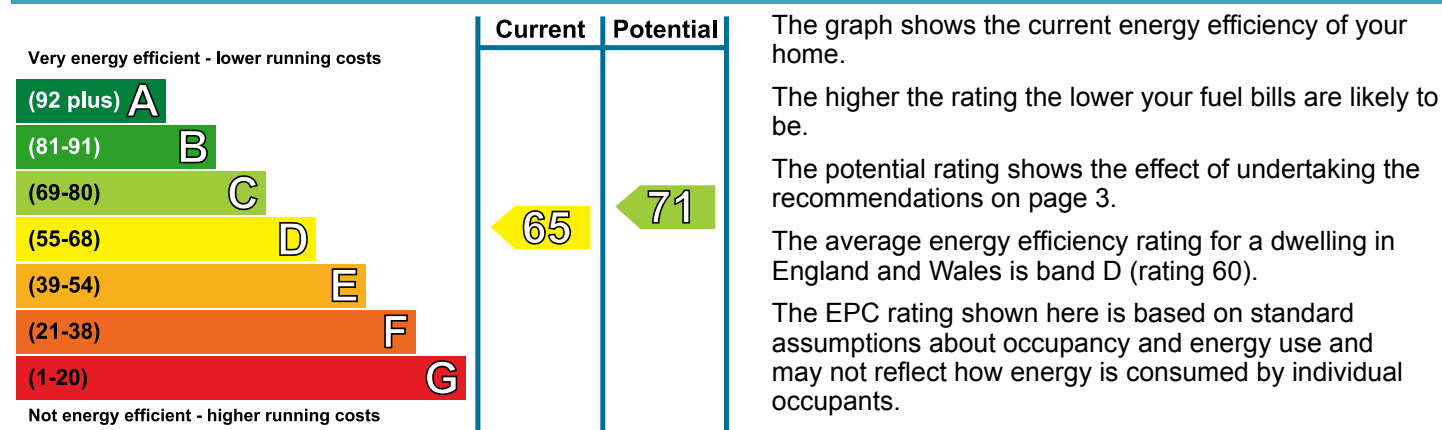 Current Potential
Very energy efficient - lower running costs
(92 plus) A
(81-91) B
(69-80) C
(55-68) D
(39-54) E
(21-38) F
(1-20) G
Not energy efficient - higher running costs
65
71
The graph shows the current energy efficiency of your
home.
The higher the rating the lower your fuel bills are likely to
be.
The potential rating shows the effect of undertaking the
recommendations on page 3.
The average energy efficiency rating for a dwelling in
England and Wales is band D (rating 60).
The EPC rating shown here is based on standard
assumptions about occupancy and energy use and
may not reflect how energy is consumed by individual
occupants.